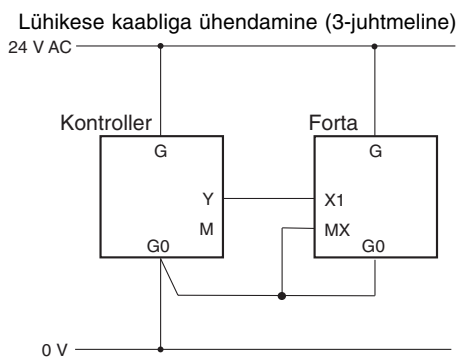 Lühikese kaabliga ühendamine (3-juhtmeline)
24 V AC
Kontroller
Forta
G
G
Y
X1
M
MX
G0
G0
0 V